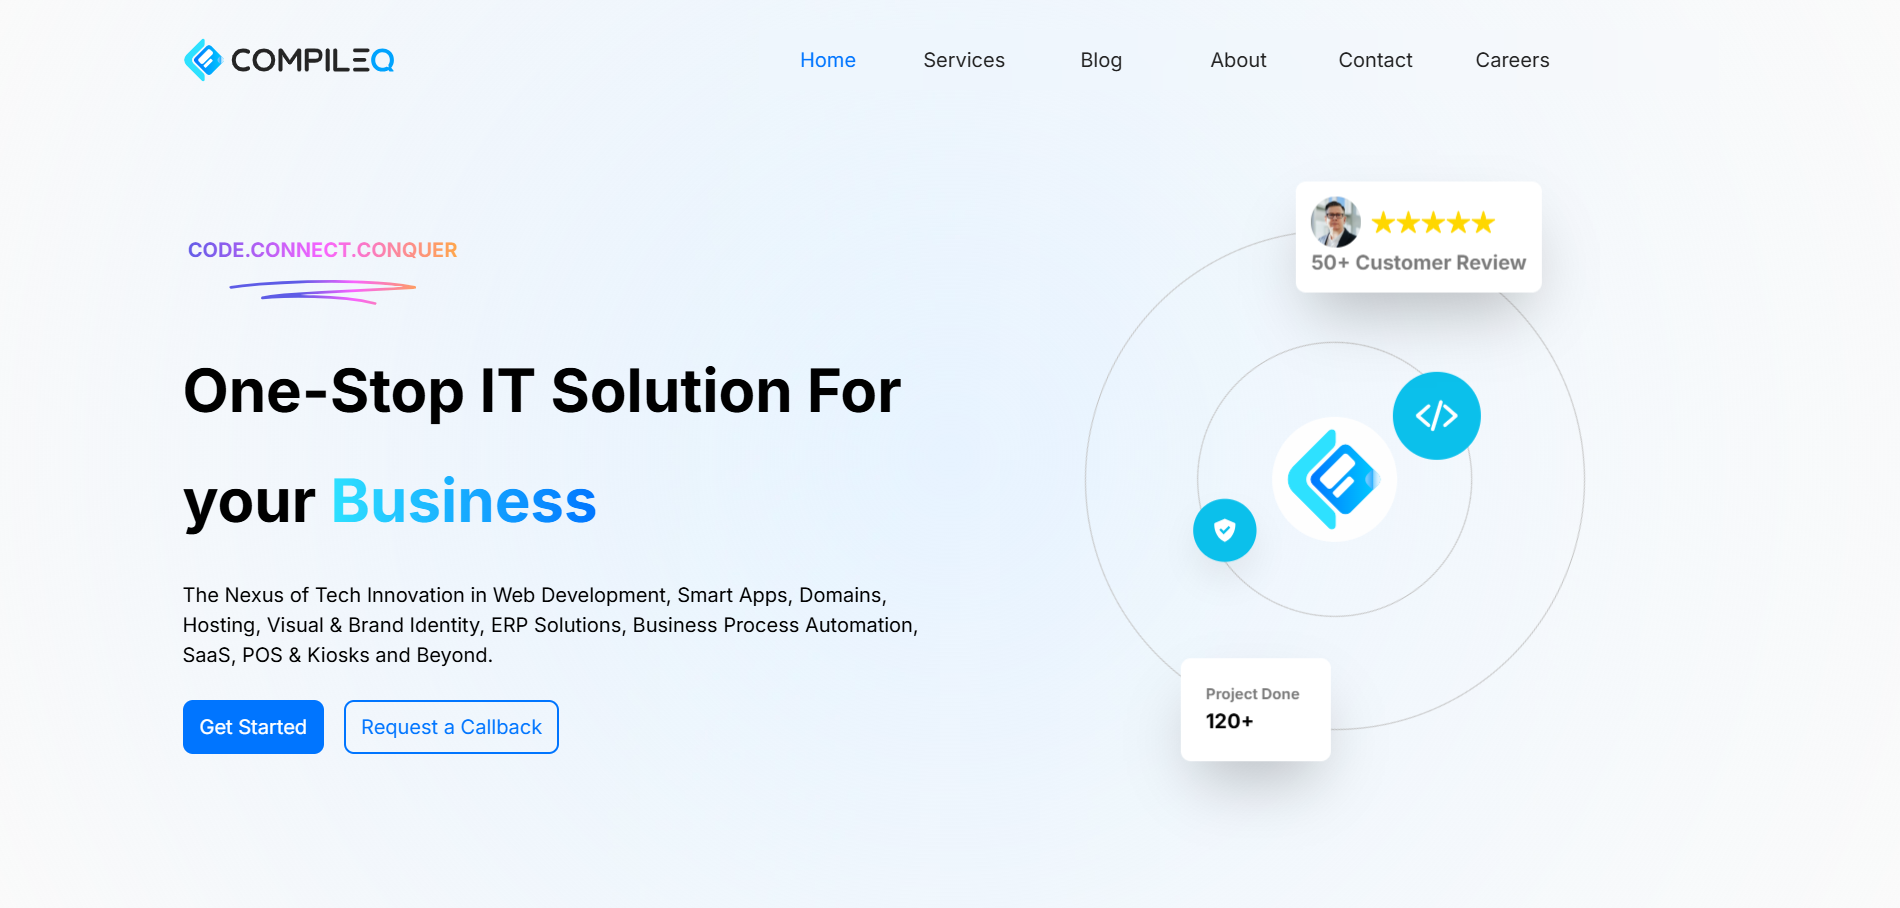 COMPILEQ
Home
Services
Blog
About
Contact
Careers
CODE.CONNECT.CONQUER
One-Stop IT Solution For
your Business
The Nexus of Tech Innovation in Web Development, Smart Apps, Domains,
Hosting, Visual & Brand Identity, ERP Solutions, Business Process Automation,
SaaS, POS & Kiosks and Beyond.
Get Started
Request a Callback
50+ Customer Review
</>
Project Done
120+